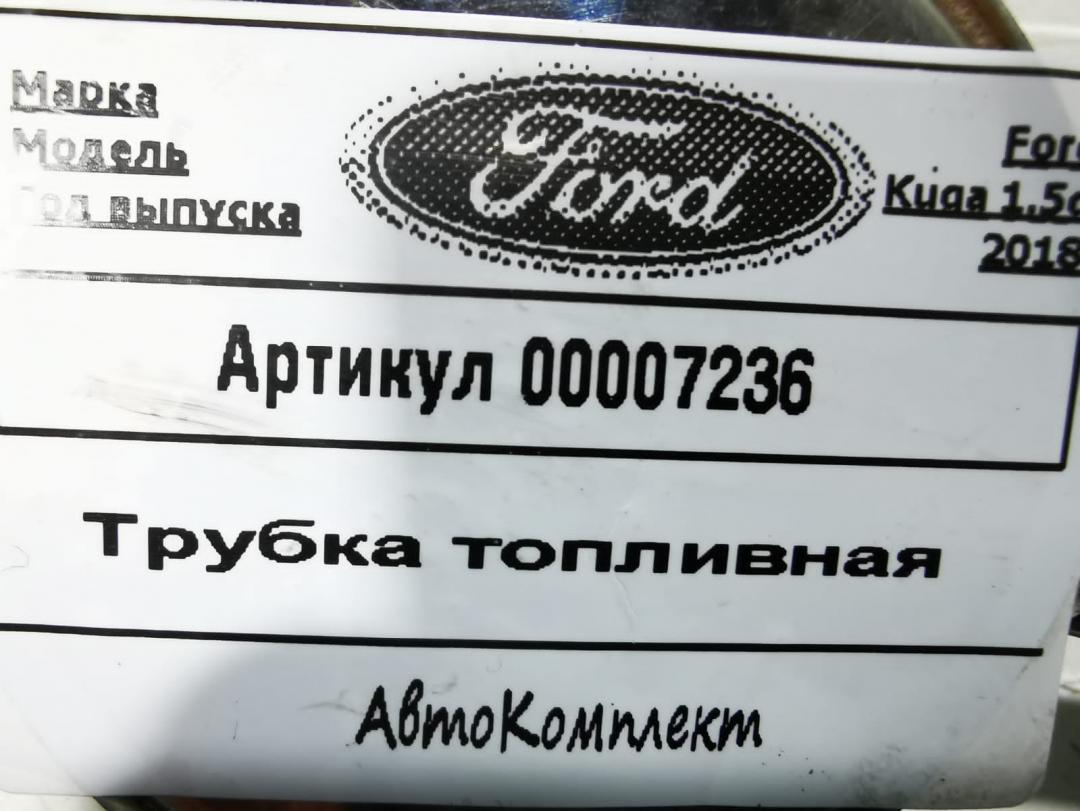 Марка
Модель
Год выпуска
Ford
Ford
Kuga 1.5
2018
Артикул 00007236
Трубка топливная
АвтоКомплект